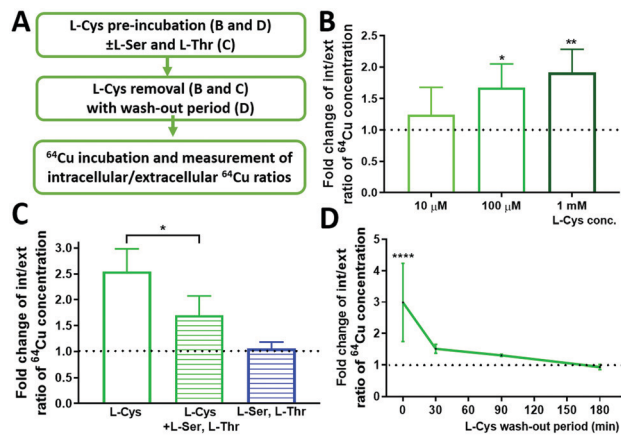 A
L-Cys pre-incubation (B and D)
±L-Ser and L-Thr (C)
L-Cys removal (B and C)
with wash-out period (D)
⁶⁴Cu incubation and measurement of
intracellular/extracellular ⁶⁴Cu ratios
B
Fold change of int/ext
ratio of ⁶⁴Cu concentration
2.5
2.0
1.5
1.0
0.5
0.0
*
**
10 μM
100 μM
1 mM
L-Cys conc.
C
Fold change of int/ext
ratio of ⁶⁴Cu concentration
3.0
2.5
2.0
1.5
1.0
0.5
0.0
*
L-Cys
L-Cys
+L-Ser, L-Thr
L-Ser, L-Thr
D
Fold change of int/ext
ratio of ⁶⁴Cu concentration
5
4
3
2
1
0
****
0
30
60
90
120
150
180
L-Cys wash-out period (min)